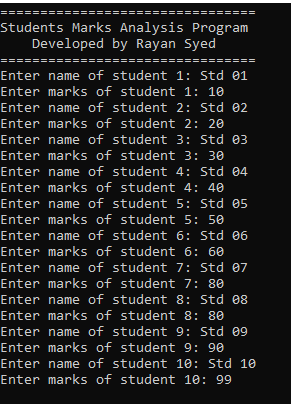 ================================
Students Marks Analysis Program
    Developed by Rayan Syed
================================
Enter name of student 1: Std 01
Enter marks of student 1: 10
Enter name of student 2: Std 02
Enter marks of student 2: 20
Enter name of student 3: Std 03
Enter marks of student 3: 30
Enter name of student 4: Std 04
Enter marks of student 4: 40
Enter name of student 5: Std 05
Enter marks of student 5: 50
Enter name of student 6: Std 06
Enter marks of student 6: 60
Enter name of student 7: Std 07
Enter marks of student 7: 80
Enter name of student 8: Std 08
Enter marks of student 8: 80
Enter name of student 9: Std 09
Enter marks of student 9: 90
Enter name of student 10: Std 10
Enter marks of student 10: 99